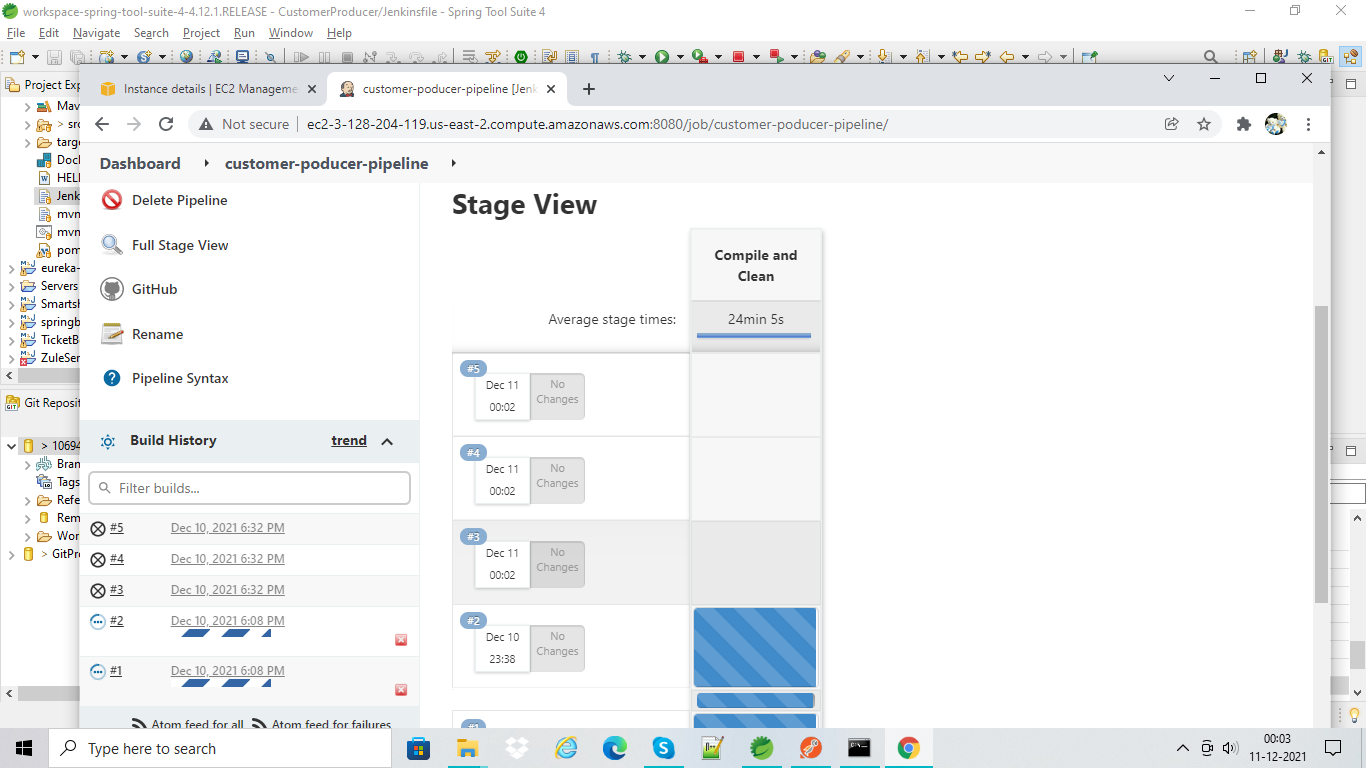 workspace-spring-tool-suite-4-4.12.1.RELEASE - CustomerProducer/Jenkinsfile - Spring Tool Suite 4
File Edit Navigate Search Project Run Window Help
Project Exp
Mav
> src
targe
Dock
HELP
Jenk
mvn
mvn
pom
eureka-
Servers
Smartsh
springb
TicketB
ZuleSer
Git Reposit
> 10694
Bran
Tags
Refe
Rem
Wor
> GitPro
Instance details | EC2 Manageme
customer-poducer-pipeline [Jenk
Not secure
ec2-3-128-204-119.us-east-2.compute.amazonaws.com:8080/job/customer-poducer-pipeline/
Dashboard
customer-poducer-pipeline
Delete Pipeline
Full Stage View
GitHub
Rename
Pipeline Syntax
Build History
trend
Filter builds...
#5 Dec 10, 2021 6:32 PM
#4 Dec 10, 2021 6:32 PM
#3 Dec 10, 2021 6:32 PM
#2 Dec 10, 2021 6:08 PM
#1 Dec 10, 2021 6:08 PM
Atom feed for all Atom feed for failures
Stage View
Compile and
Clean
Average stage times:
24min 5s
#5
Dec 11
00:02
No
Changes
#4
Dec 11
00:02
No
Changes
#3
Dec 11
00:02
No
Changes
#2
Dec 10
23:38
No
Changes
#1
Type here to search
00:03
11-12-2021